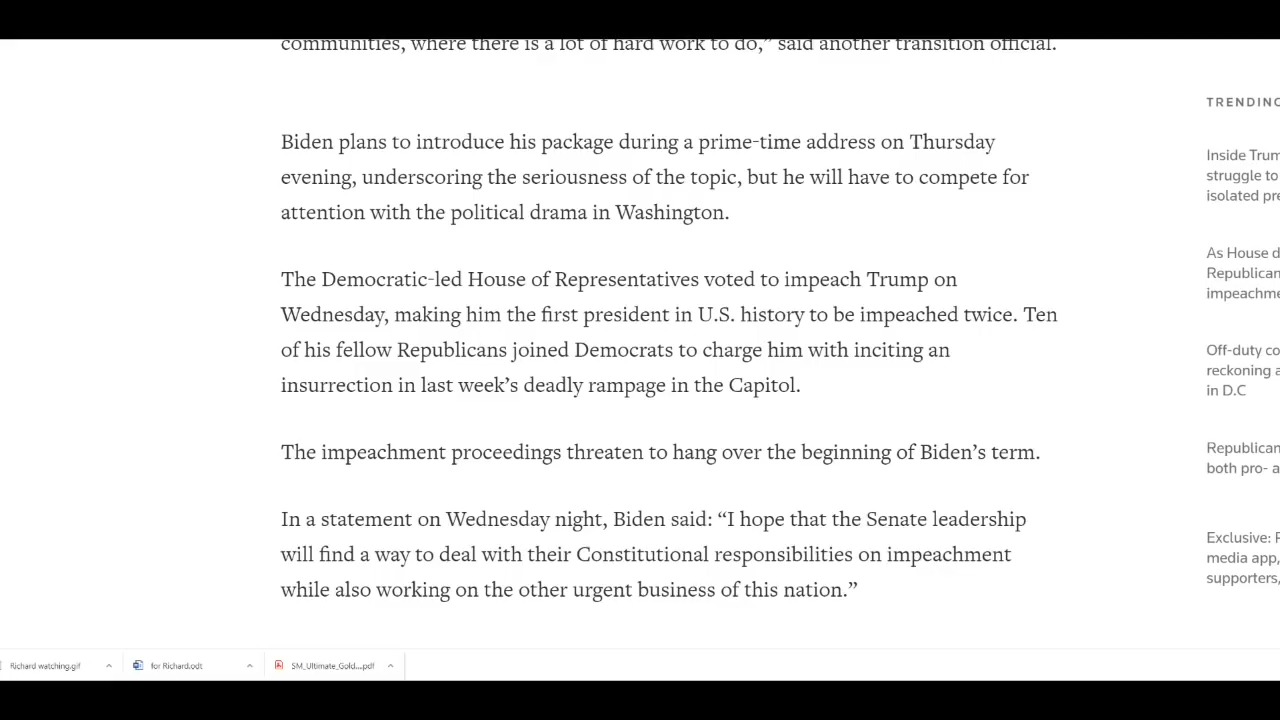 communities, where there is a lot of hard work to do,” said another transition official.
Biden plans to introduce his package during a prime-time address on Thursday
evening, underscoring the seriousness of the topic, but he will have to compete for
attention with the political drama in Washington.
The Democratic-led House of Representatives voted to impeach Trump on
Wednesday, making him the first president in U.S. history to be impeached twice. Ten
of his fellow Republicans joined Democrats to charge him with inciting an
insurrection in last week’s deadly rampage in the Capitol.
The impeachment proceedings threaten to hang over the beginning of Biden’s term.
In a statement on Wednesday night, Biden said: “I hope that the Senate leadership
will find a way to deal with their Constitutional responsibilities on impeachment
while also working on the other urgent business of this nation.”
TRENDING
Inside Trum
struggle to
isolated pre
As House d
Republican
impeachme
Off-duty co
reckoning a
in D.C
Republican
both pro- a
Exclusive: P
media app,
supporters,
Richard watching.gif
for Richard.odt
SM_Ultimate_Gold....pdf